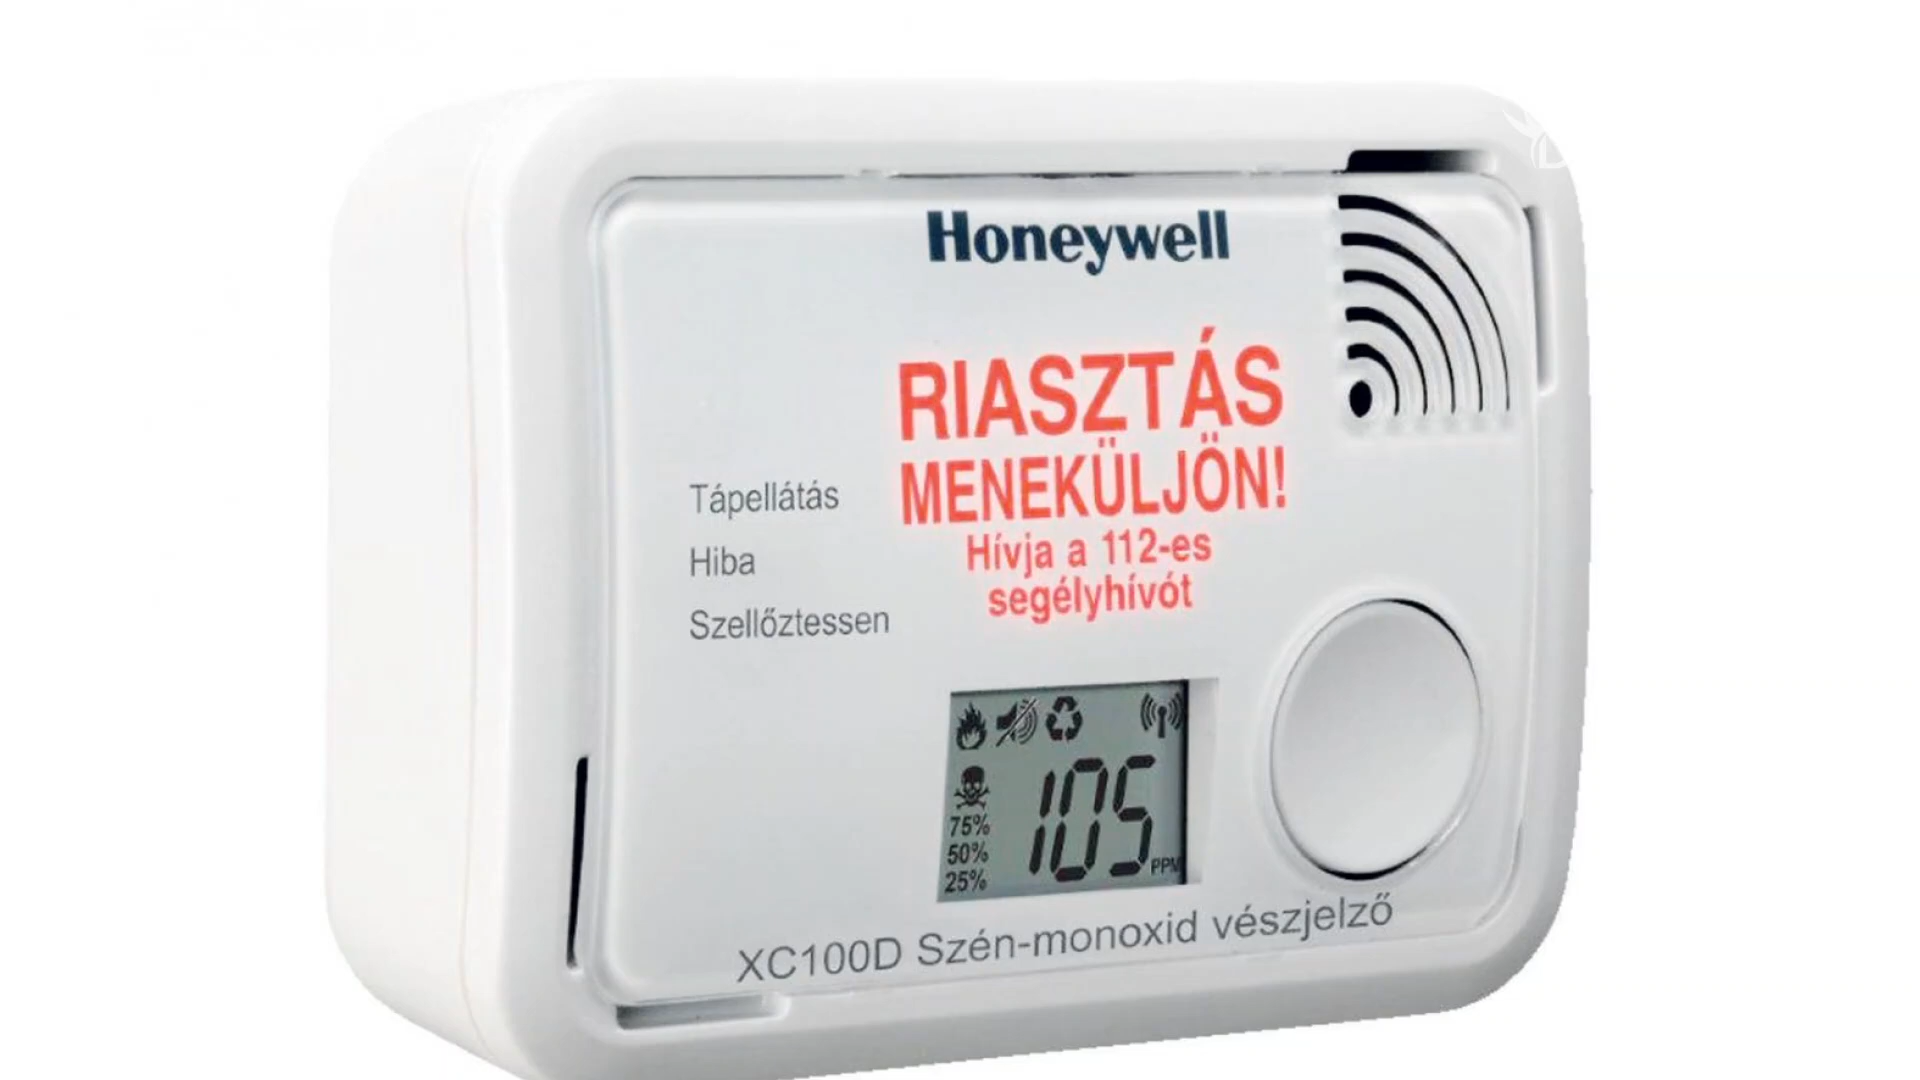 Honeywell
RIASZTÁS
MENEKÜLJÖN!
Hívja a 112-es
segélyhívót
Tápellátás
Hiba
Szellőztessen
75%
50%
25%
105
PPM
XC100D Szén-monoxid vészjelző